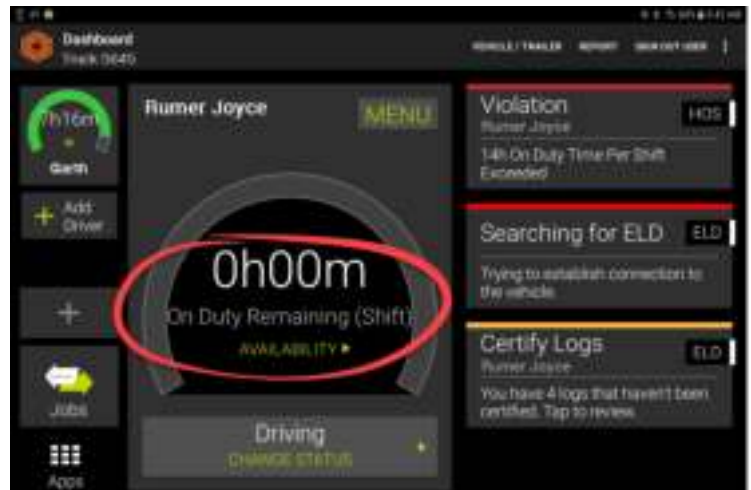 Dashboard
VEHICLE / TRAILER REPORT SIGN OUT USER
7h16m
Garth
Add
Driver
Jobs
Apps
Rumer Joyce
MENU
0h00m
On Duty Remaining (Shift)
AVAILABILITY
Driving
CHANGE STATUS
Violation
HOS
Rumer Joyce
14h On Duty Time Per Shift
Exceeded
Searching for ELD
ELD
Trying to establish connection to
the vehicle.
Certify Logs
ELD
Rumer Joyce
You have 4 logs that haven't been
certified. Tap to review.